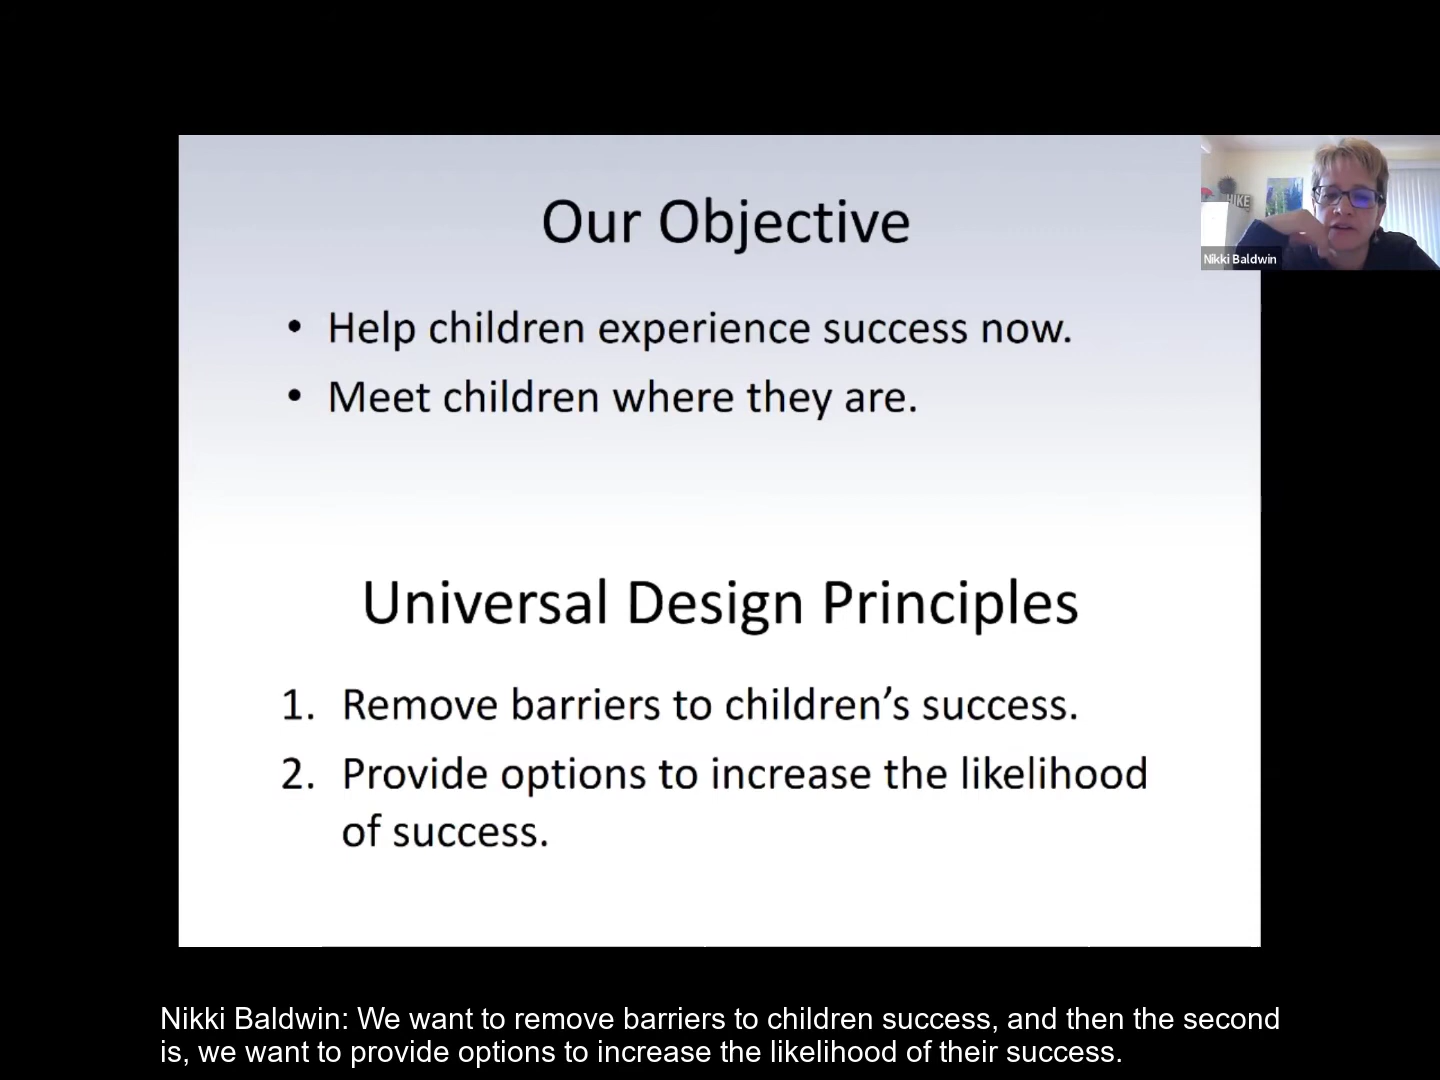 Our Objective
• Help children experience success now.
• Meet children where they are.
HIKE
Nikki Baldwin
Universal Design Principles
1. Remove barriers to children’s success.
2. Provide options to increase the likelihood
of success.
Nikki Baldwin: We want to remove barriers to children success, and then the second
is, we want to provide options to increase the likelihood of their success.